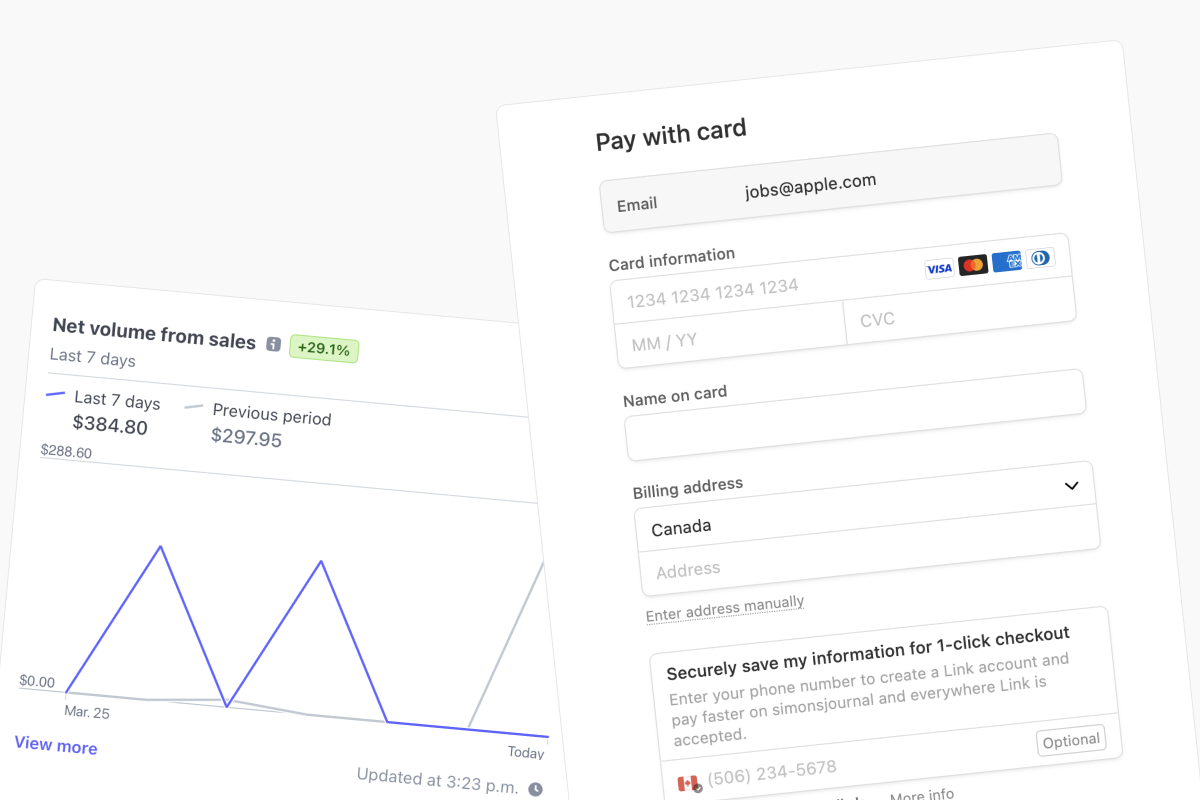 Pay with card
Email jobs@apple.com
Card information
1234 1234 1234 1234 VISA AMEX
MM / YY CVC
Name on card
Billing address
Canada
Address
Enter address manually
Securely save my information for 1-click checkout
Enter your phone number to create a Link account and
pay faster on simonsjournal and everywhere Link is
accepted.
(506) 234-5678 Optional
More info
Net volume from sales +29.1%
Last 7 days
Last 7 days Previous period
$384.80 $297.95
$288.60
$0.00
Mar. 25 Today
View more
Updated at 3:23 p.m.